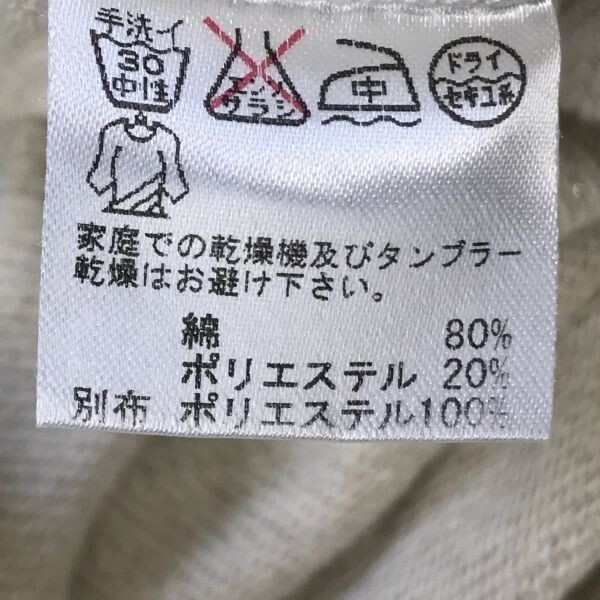 手洗イ
30
中性
エンソ
サラシ
中
ドライ
セキユ系
家庭での乾燥機及びタンブラー
乾燥はお避け下さい。
綿 80%
ポリエステル 20%
別布 ポリエステル100%